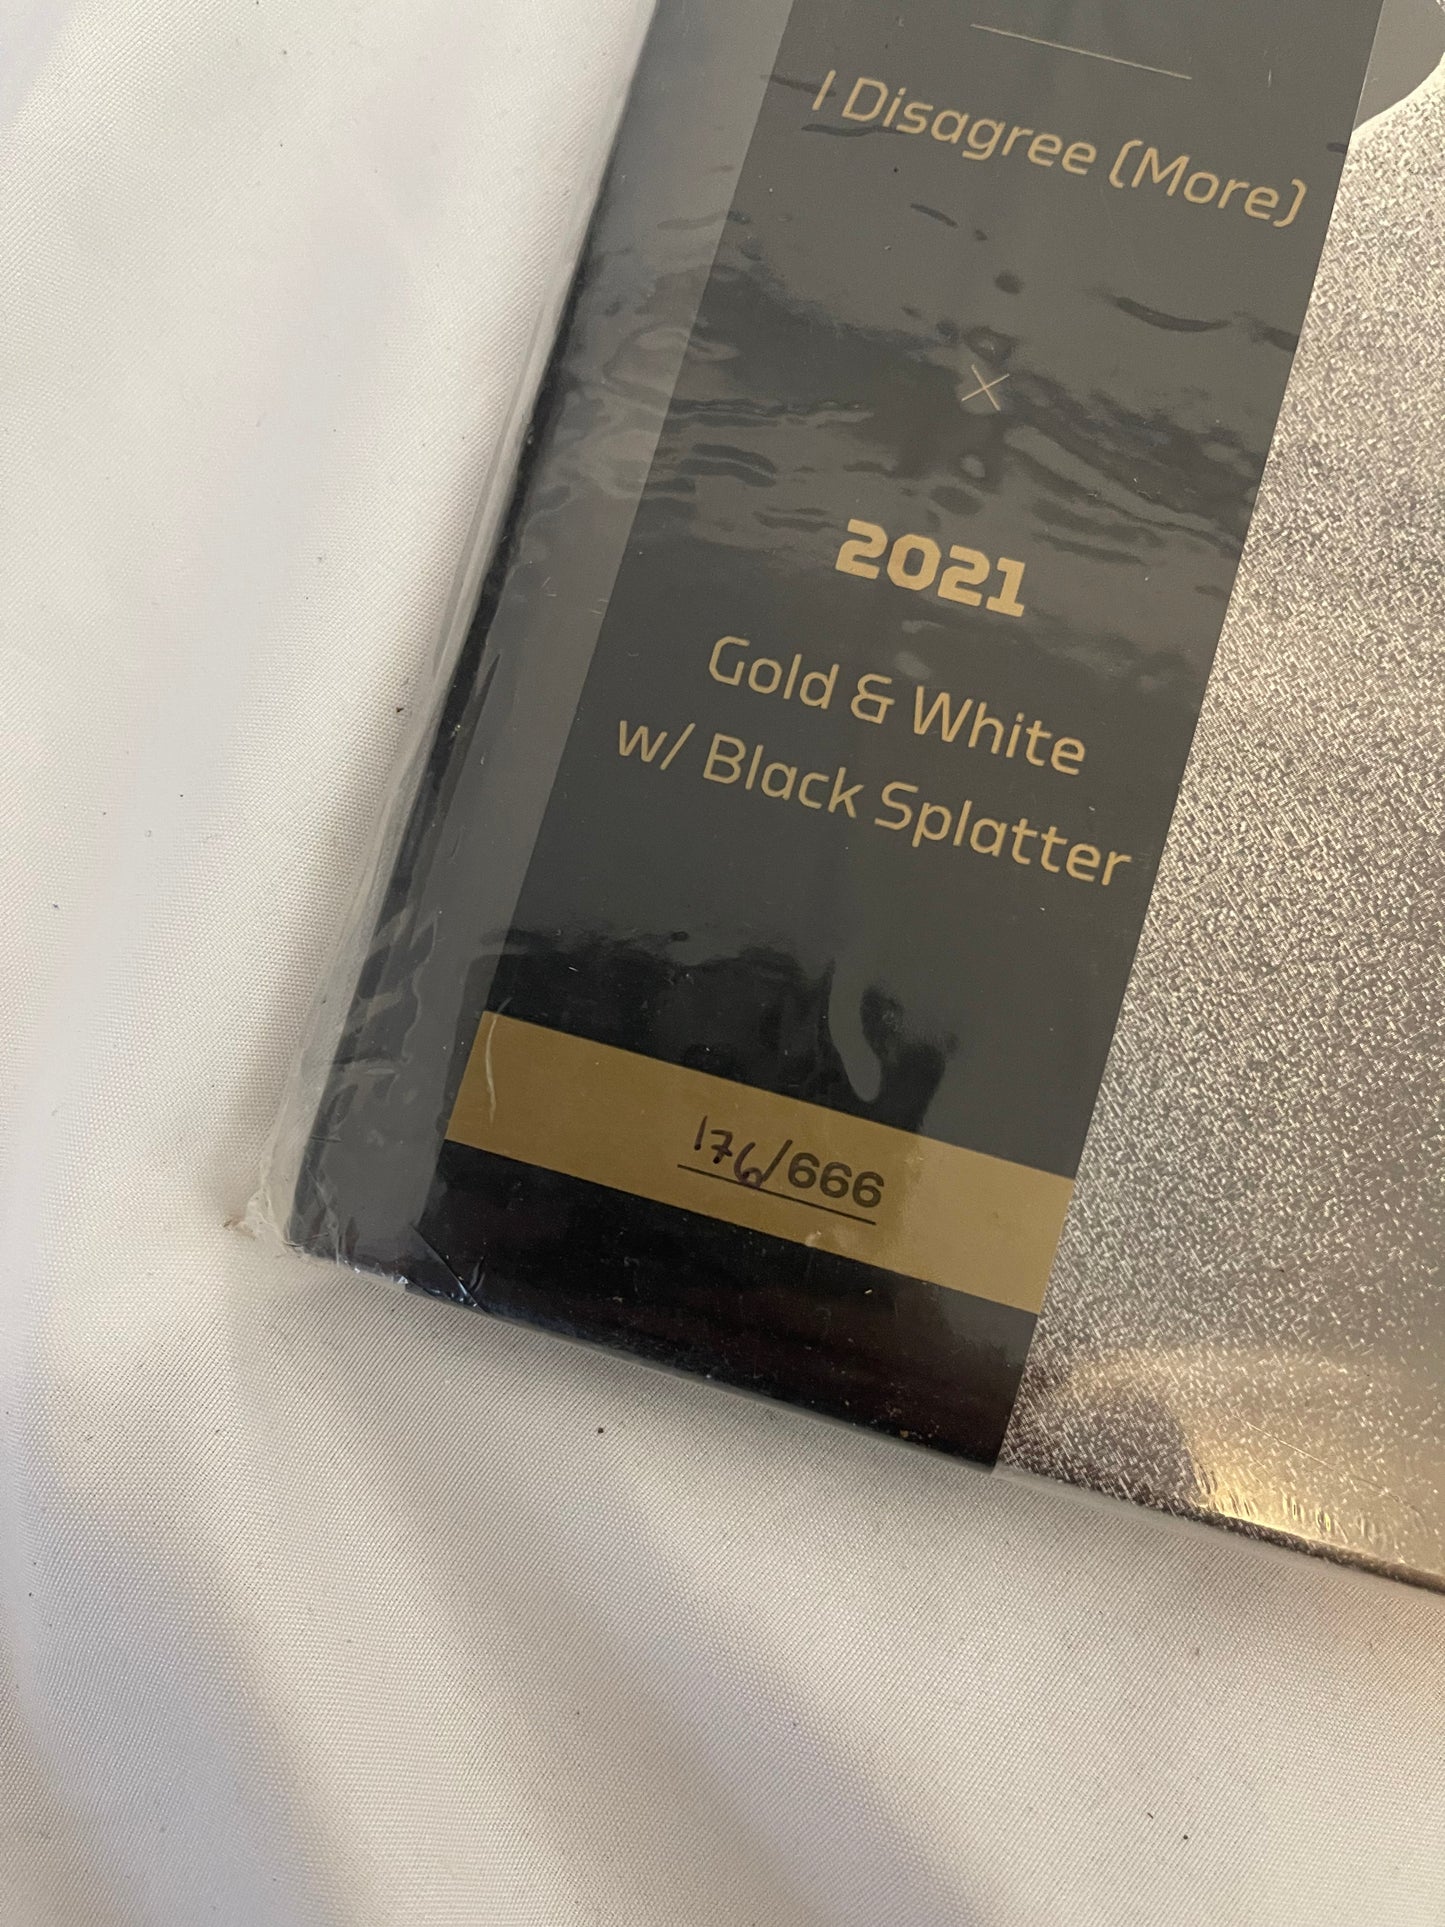 I Disagree (More)
2021
Gold & White
w/ Black Splatter
176/666